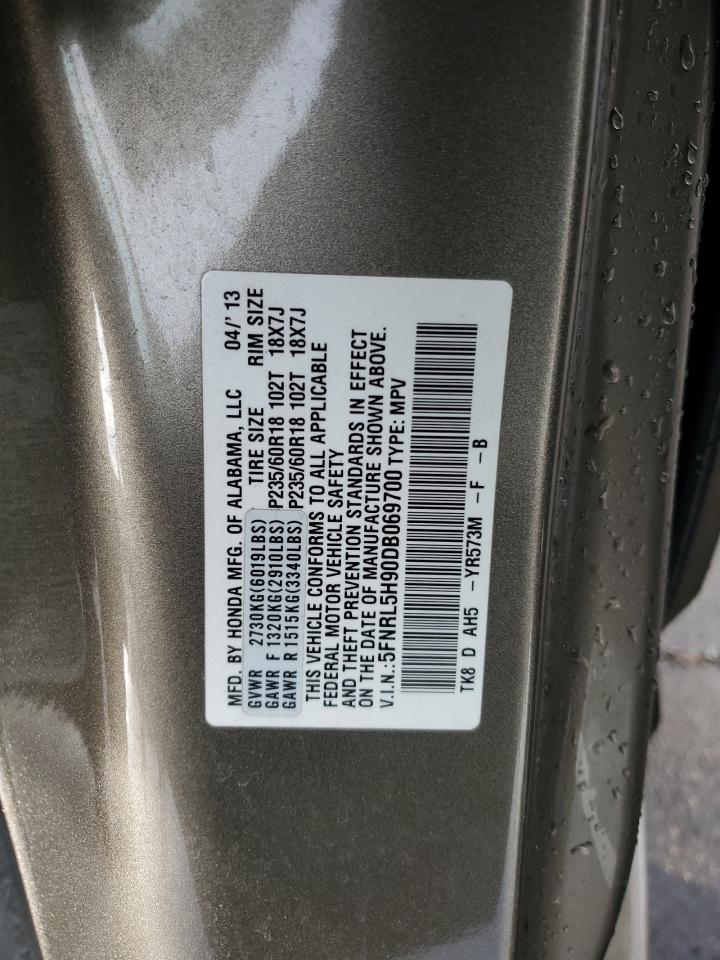 MFD. BY HONDA MFG. OF ALABAMA, LLC 04/' 13
GVWR 2730KG(6019LBS) TIRE SIZE RIM SIZE
GAWR F 1320KG(2910LBS) P235/60R18 102T 18X7J
GAWR R 1515KG(3340LBS) P235/60R18 102T 18X7J
THIS VEHICLE CONFORMS TO ALL APPLICABLE
FEDERAL MOTOR VEHICLE SAFETY
AND THEFT PREVENTION STANDARDS IN EFFECT
ON THE DATE OF MANUFACTURE SHOWN ABOVE.
V.I.N.:5FNRL5H90DB069700 TYPE: MPV
TK8 D AH5 -YR573M -F -B